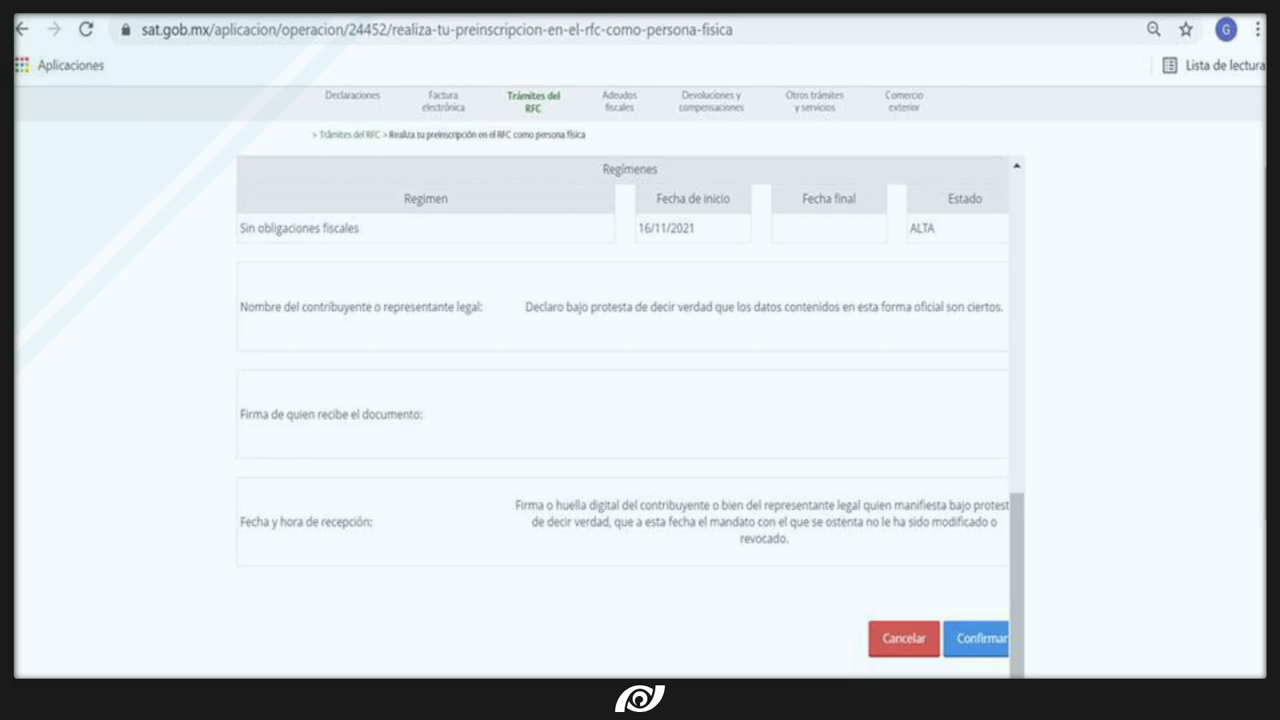 sat.gob.mx/aplicacion/operacion/24452/realiza-tu-preinscripcion-en-el-rfc-como-persona-fisica
G
Aplicaciones
Lista de lectura
Declaraciones
Factura
electrónica
Trámites del
RFC
Adeudos
fiscales
Devoluciones y
compensaciones
Otros trámites
y servicios
Comercio
exterior
> Trámites del RFC > Realiza tu preinscripción en el RFC como persona física
Regímenes
Regimen
Fecha de inicio
Fecha final
Estado
Sin obligaciones fiscales
16/11/2021
ALTA
Nombre del contribuyente o representante legal:
Declaro bajo protesta de decir verdad que los datos contenidos en esta forma oficial son ciertos.
Firma de quien recibe el documento:
Fecha y hora de recepción:
Firma o huella digital del contribuyente o bien del representante legal quien manifiesta bajo protest
de decir verdad, que a esta fecha el mandato con el que se ostenta no le ha sido modificado o
revocado.
Cancelar
Confirmar